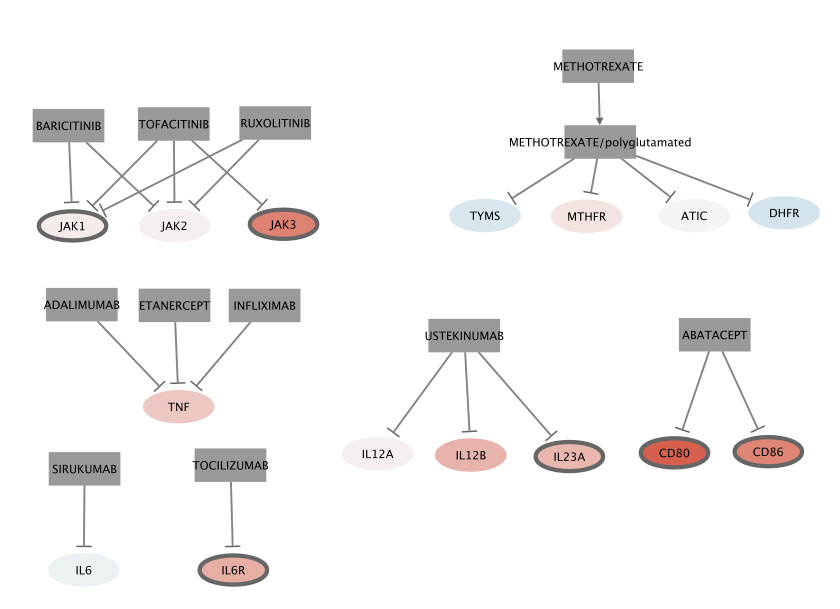 METHOTREXATE
BARICITINIB
TOFACITINIB
RUXOLITINIB
METHOTREXATE/polyglutamated
JAK1
JAK2
JAK3
TYMS
MTHFR
ATIC
DHFR
ADALIMUMAB
ETANERCEPT
INFLIXIMAB
USTEKINUMAB
ABATACEPT
TNF
IL12A
IL12B
IL23A
CD80
CD86
SIRUKUMAB
TOCILIZUMAB
IL6
IL6R